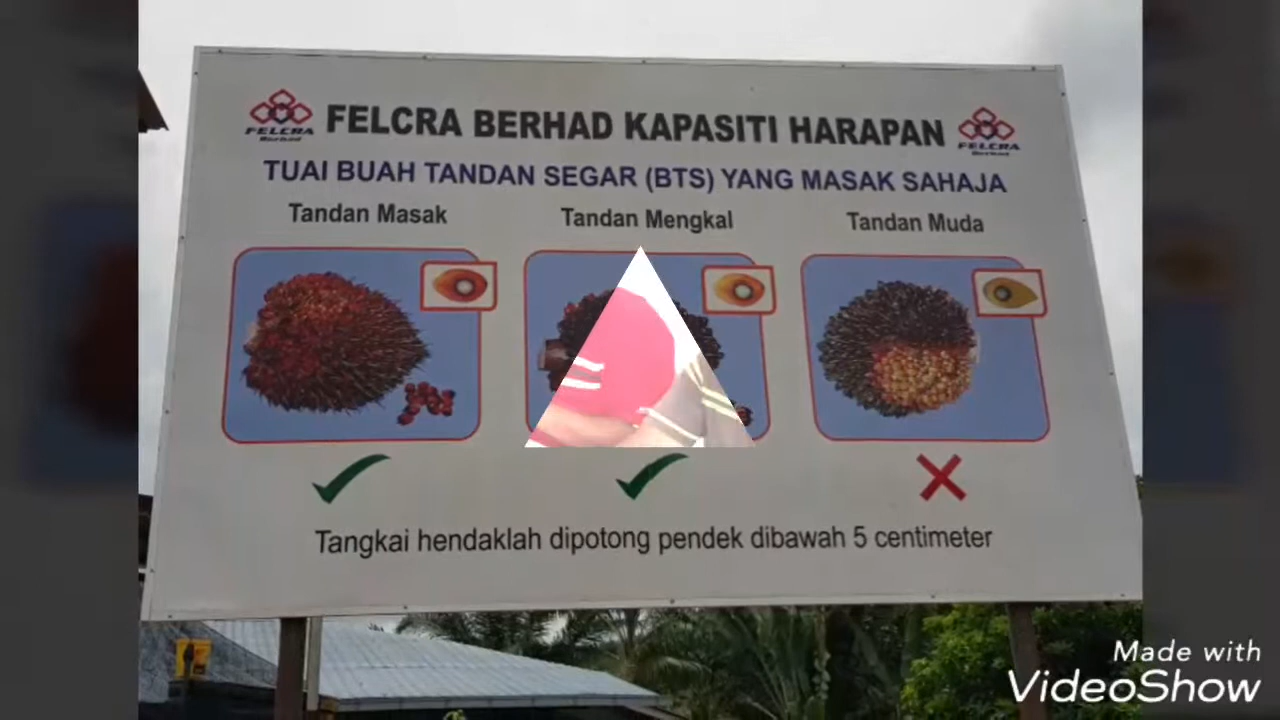 FELCRA BERHAD KAPASITI HARAPAN
FELCRA
Berhad
FELCRA
Berhad
TUAI BUAH TANDAN SEGAR (BTS) YANG MASAK SAHAJA
Tandan Masak
Tandan Mengkal
Tandan Muda
Tangkai hendaklah dipotong pendek dibawah 5 centimeter
Made with
VideoShow